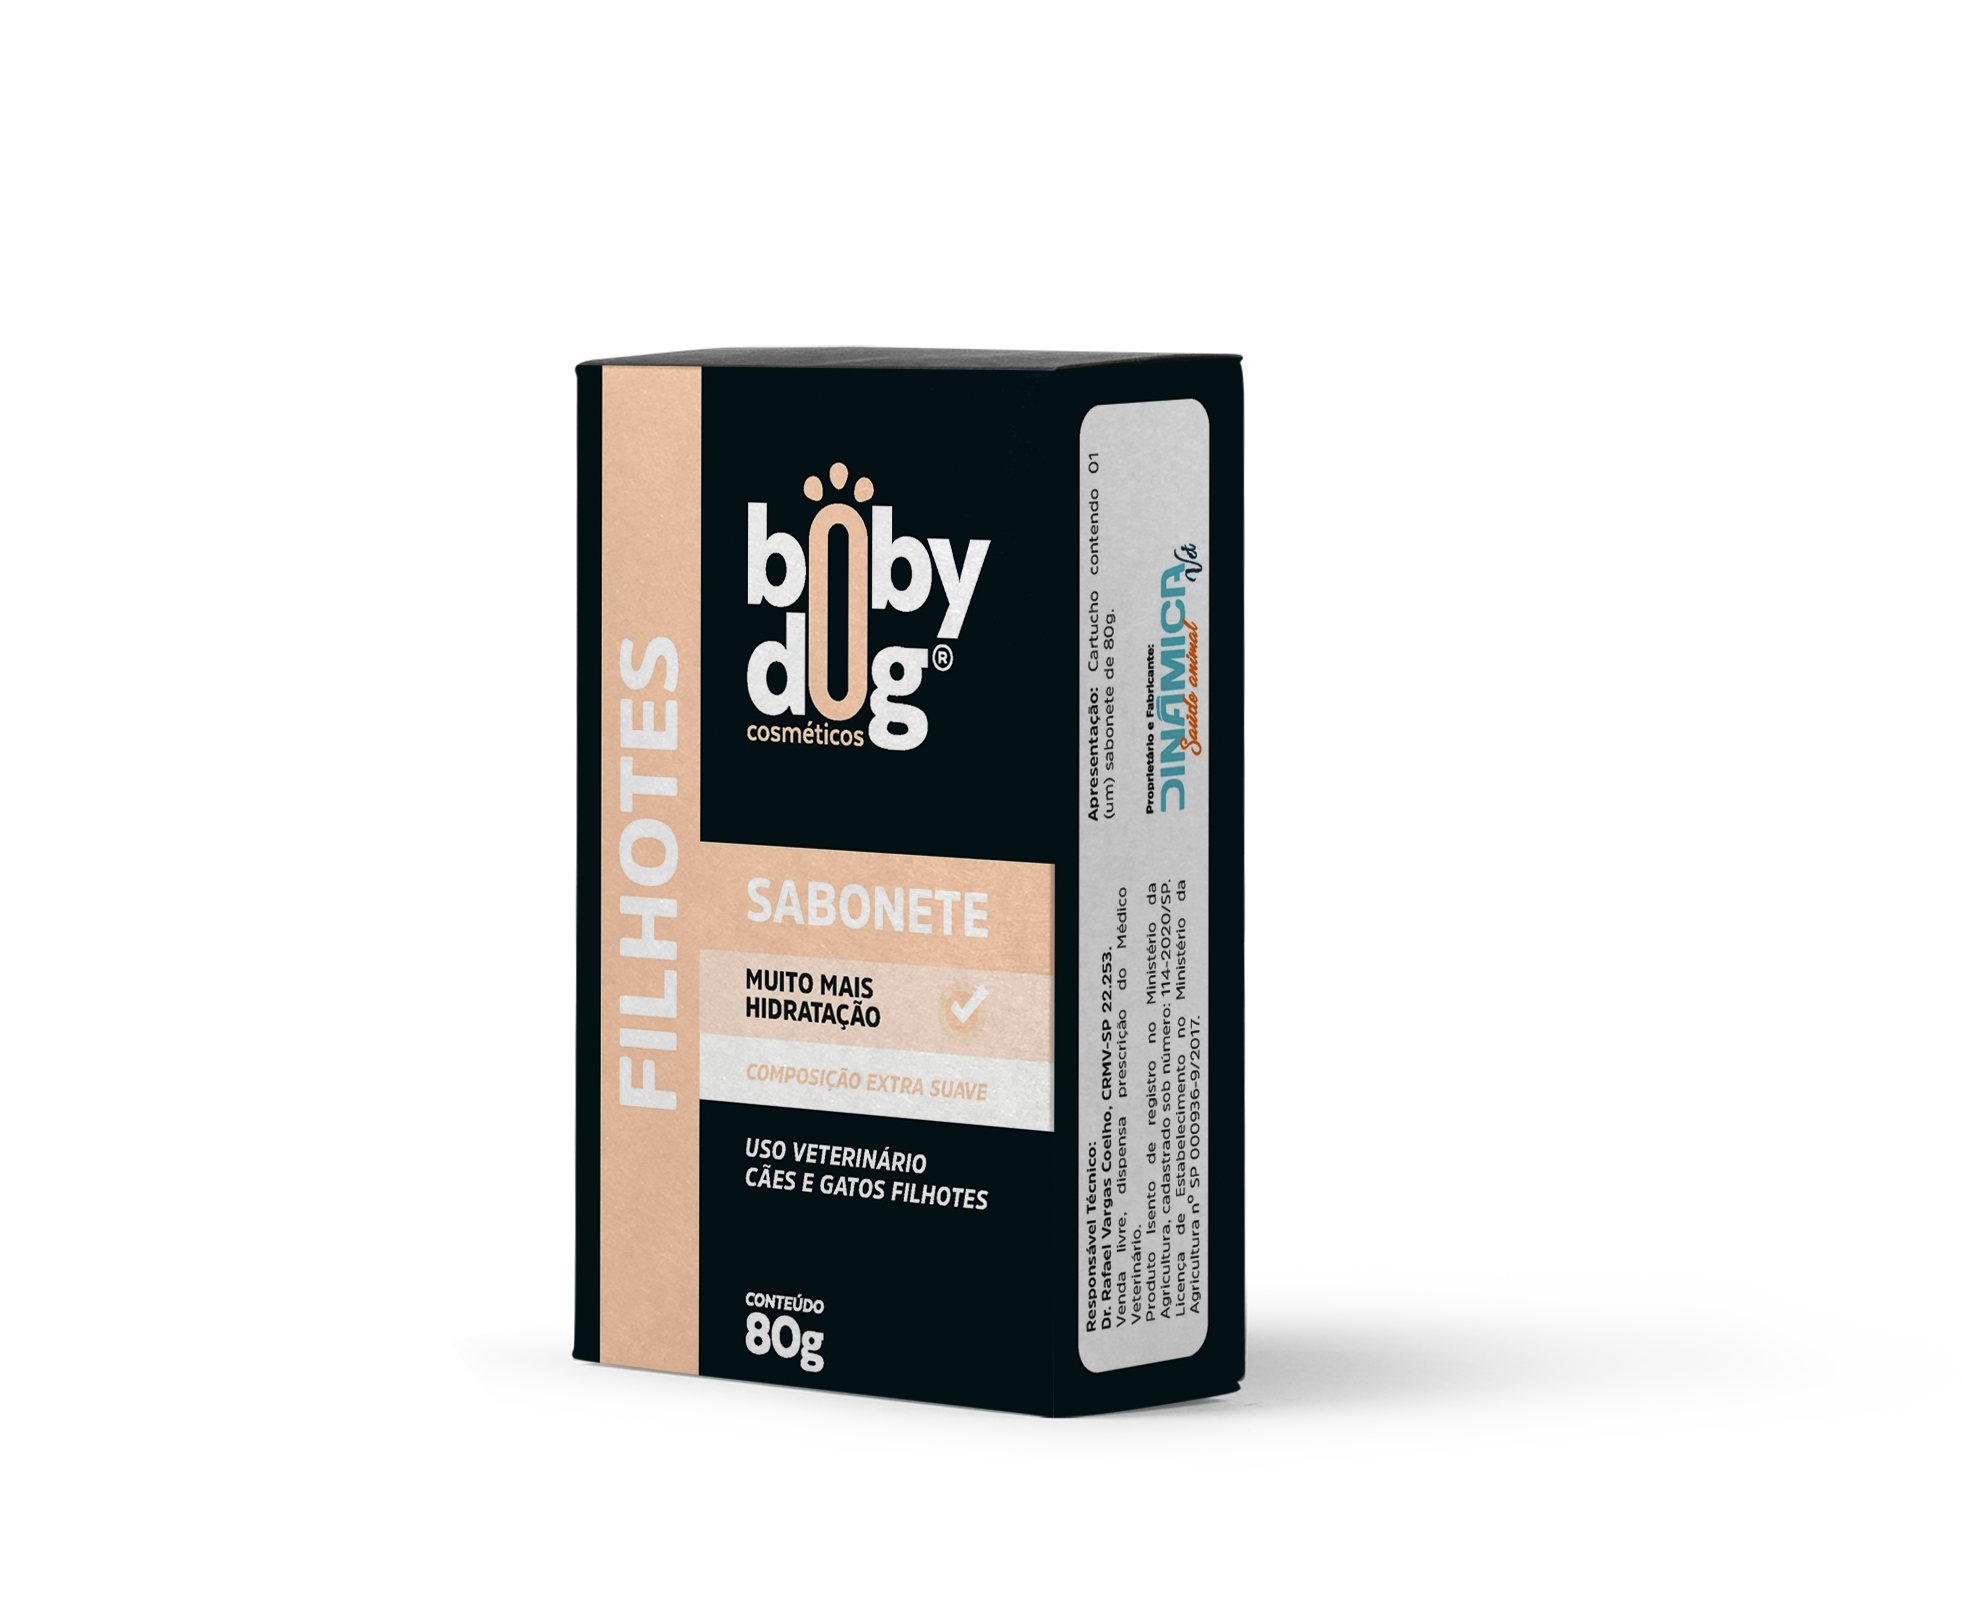 FILHOTES
boby
dog®
cosméticos
SABONETE
MUITO MAIS
HIDRATAÇÃO
COMPOSIÇÃO EXTRA SUAVE
USO VETERINÁRIO
CÃES E GATOS FILHOTES
CONTEÚDO
80g
Responsável Técnico:
Dr. Rafael Vargas Coelho, CRMV-SP 22.253.
Venda livre, dispensa prescrição do Médico
Veterinário.
Produto Isento de registro no Ministério da
Agricultura, cadastrado sob número: 114-2020/SP.
Licença de Estabelecimento no Ministério da
Agricultura nº SP 000936-9/2017.
Apresentação: Cartucho contendo 01
(um) sabonete de 80g.
Proprietário e Fabricante:
DINÂMICA Vet
Saúde animal